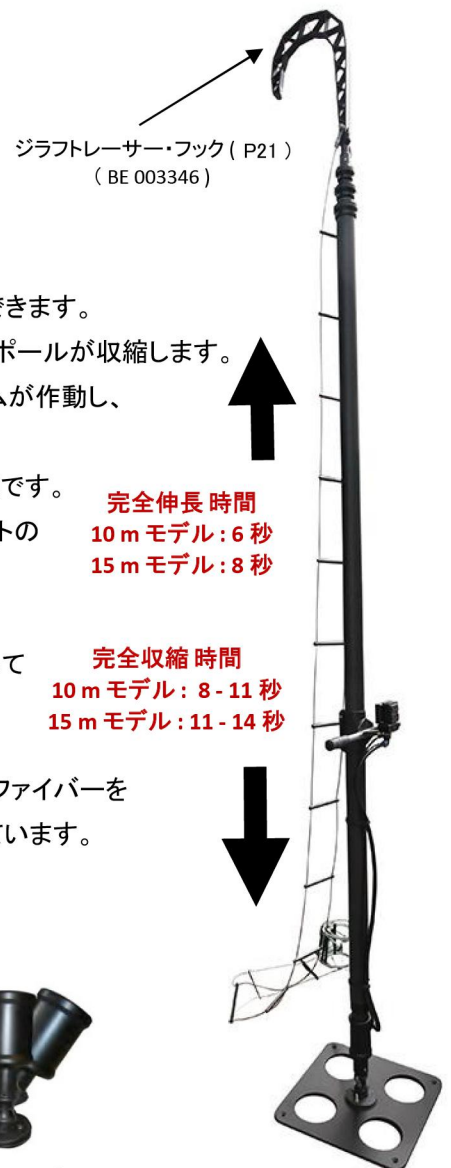 ジラフトレーサー・フック ( P21 )
( BE 003346 )
できます。
ポールが収縮します。
ムが作動し、
です。
トの
完全伸長 時間
10 m モデル : 6 秒
15 m モデル : 8 秒
て
完全収縮 時間
10 m モデル : 8 - 11 秒
15 m モデル : 11 - 14 秒
ファイバーを
ています。